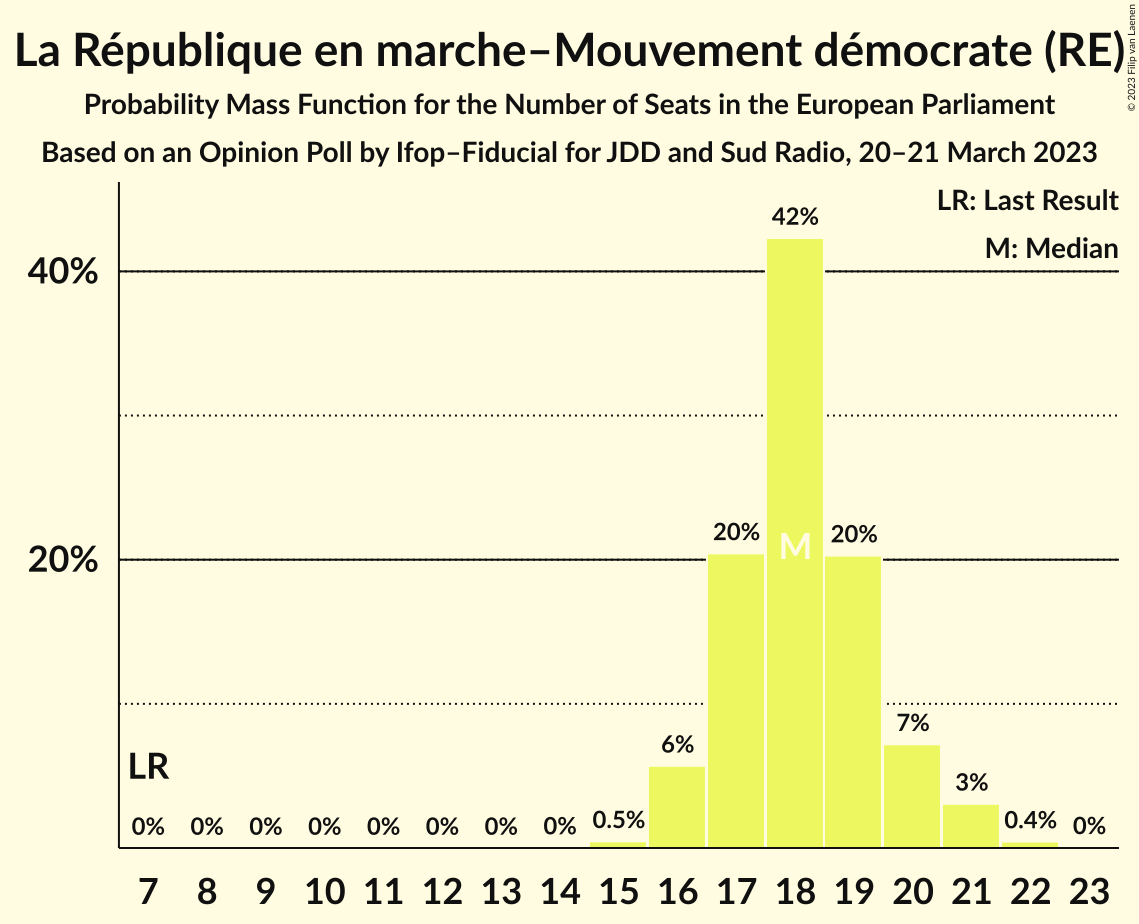 La République en marche–Mouvement démocrate (RE)
© 2023 Filip van Laenen
Probability Mass Function for the Number of Seats in the European Parliament
Based on an Opinion Poll by Ifop–Fiducial for JDD and Sud Radio, 20–21 March 2023
LR: Last Result
M: Median
42%
40%
20%
20%
M
20%
7%
6%
LR
3%
0% 0% 0% 0% 0% 0% 0% 0% 0.5% 0.4% 0%
7 8 9 10 11 12 13 14 15 16 17 18 19 20 21 22 23